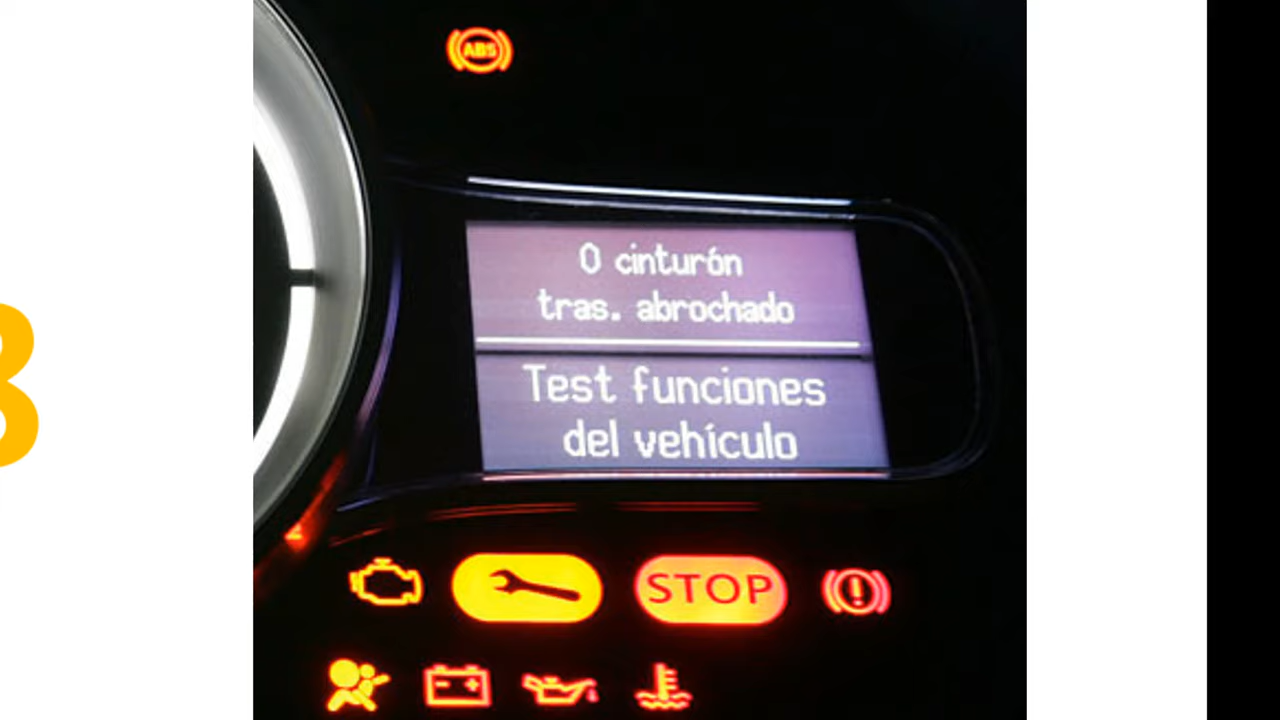 ABS
0 cinturón
tras. abrochado
Test funciones
del vehículo
STOP